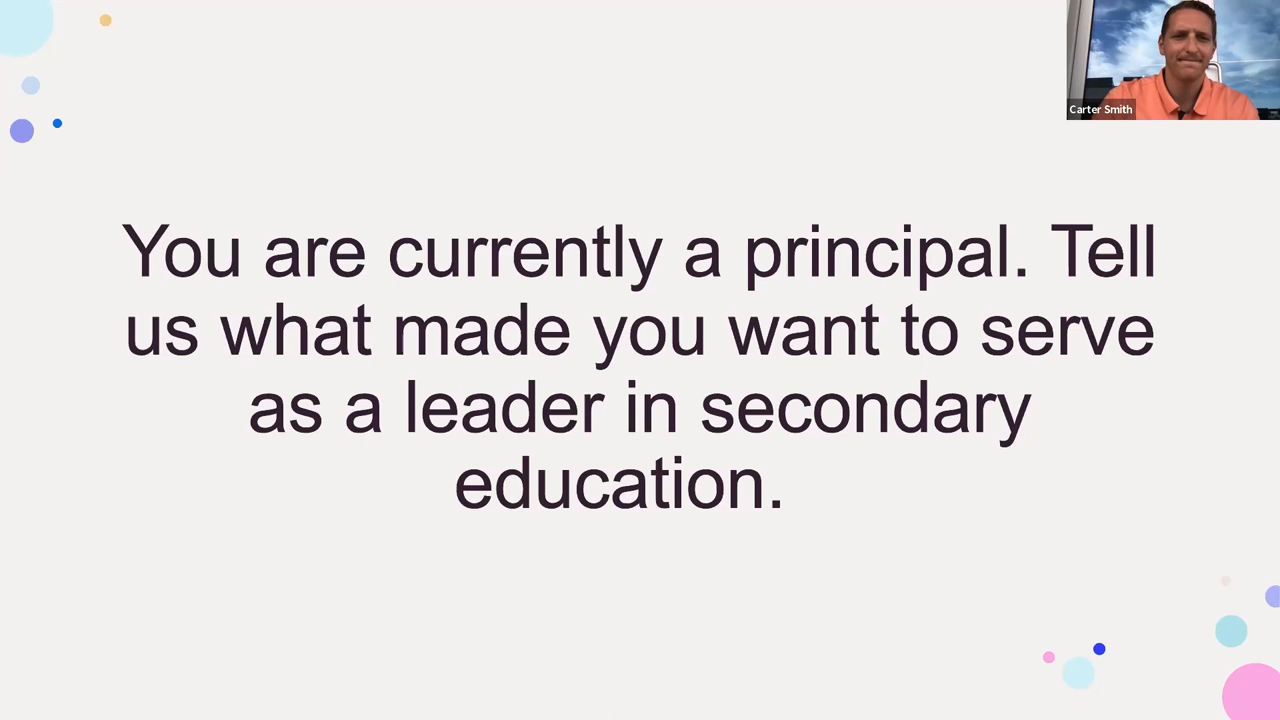 Carter Smith
You are currently a principal. Tell
us what made you want to serve
as a leader in secondary
education.